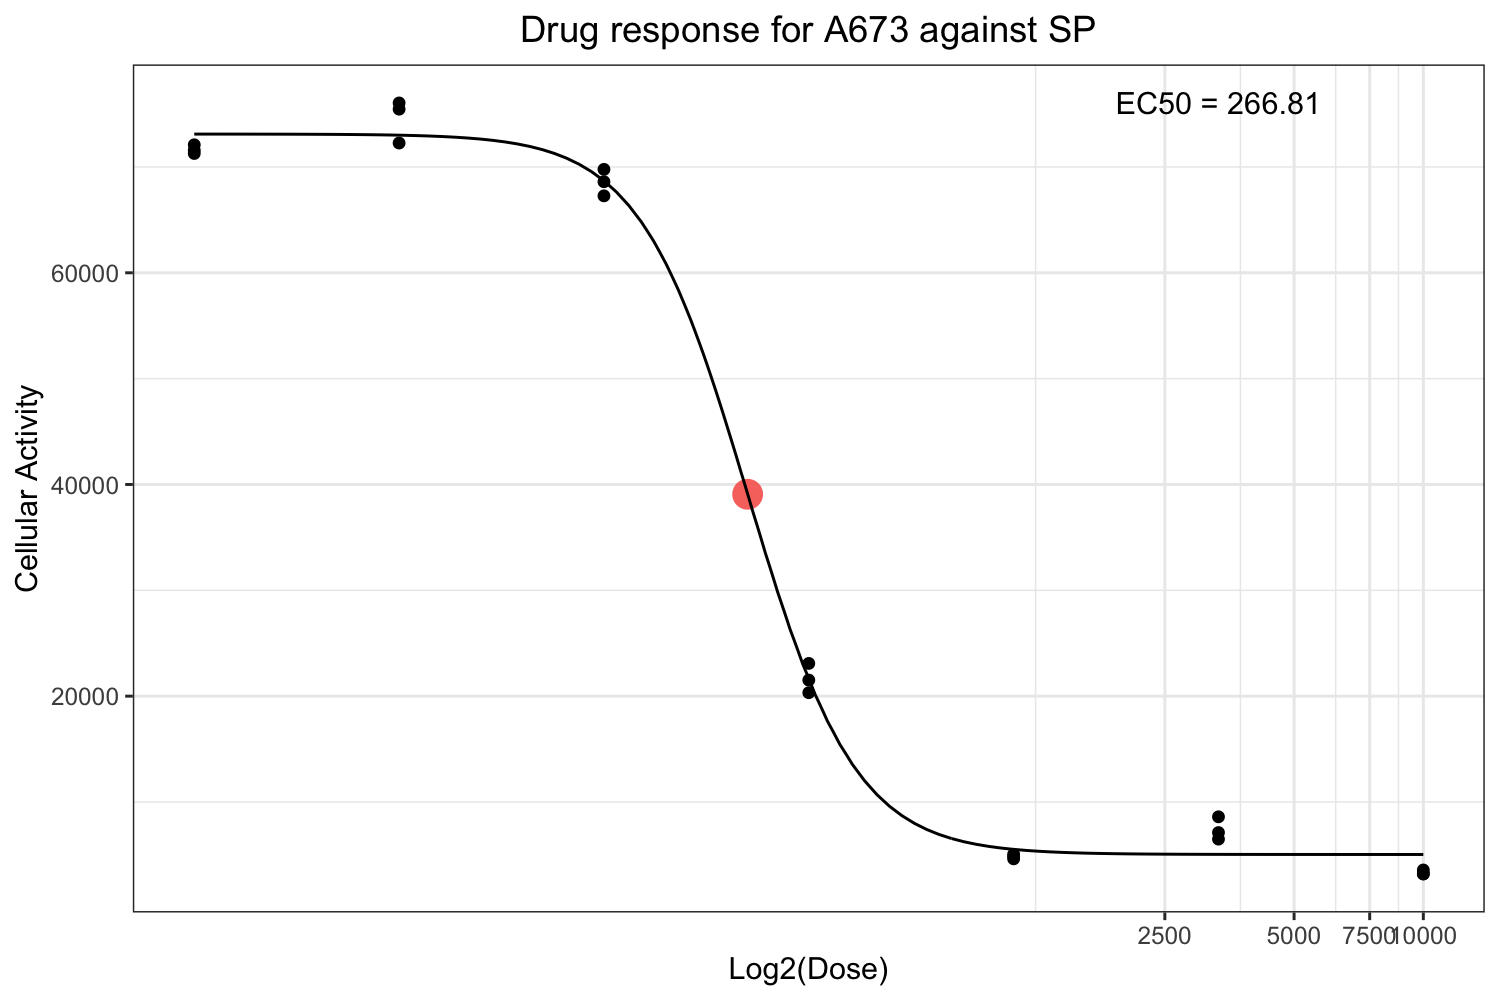 Drug response for A673 against SP
EC50 = 266.81
60000
40000
20000
Cellular Activity
2500 5000 7500 10000
Log2(Dose)